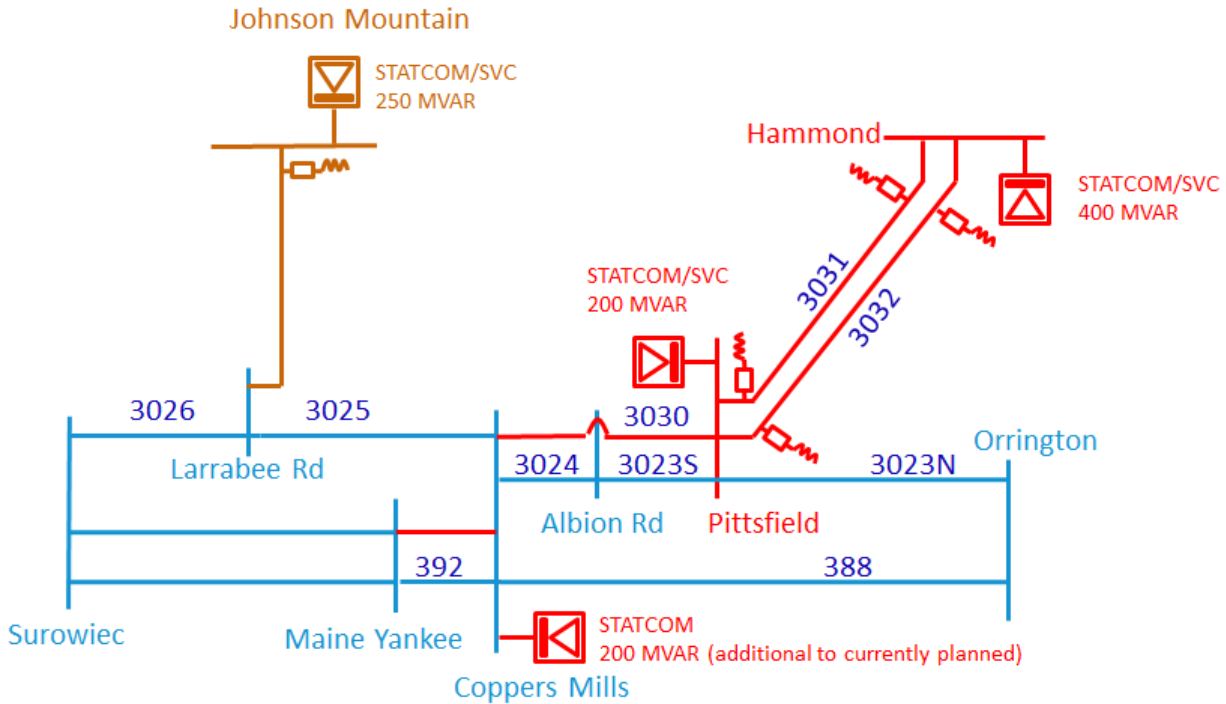 Johnson Mountain
STATCOM/SVC
250 MVAR
Hammond
STATCOM/SVC
400 MVAR
STATCOM/SVC
200 MVAR
3031
3032
3026
3025
3030
Larrabee Rd
3024
3023S
3023N
Orrington
Albion Rd
Pittsfield
392
388
Surowiec
Maine Yankee
STATCOM
200 MVAR (additional to currently planned)
Coppers Mills